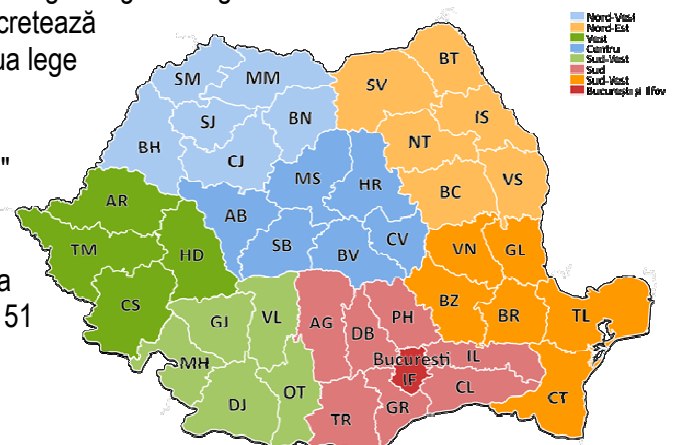 cretează
ua lege
"
a
51
Nord-Vest
Nord-Est
Vest
Centru
Sud-Vest
Sud
Sud-Vest
București și Ilfov
BT
SM
MM
SV
IS
SJ
BN
NT
BH
CJ
MS
HR
BC
VS
AR
AB
TM
HD
SB
BV
CV
VN
GL
CS
GJ
VL
AG
DB
PH
BZ
BR
TL
MH
București
IL
IF
DJ
OT
CL
CT
TR
GR